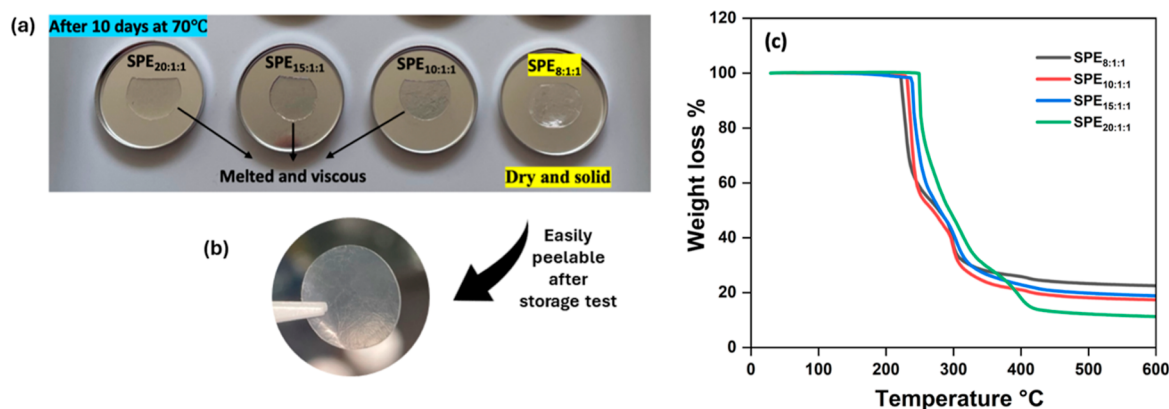 (a)
After 10 days at 70℃
SPE20:1:1
SPE15:1:1
SPE10:1:1
SPE8:1:1
Melted and viscous
Dry and solid
(b)
Easily
peelable
after
storage test
(c)
SPE8:1:1
SPE10:1:1
SPE15:1:1
SPE20:1:1
Weight loss %
120
100
80
60
40
20
0
0 100 200 300 400 500 600
Temperature °C